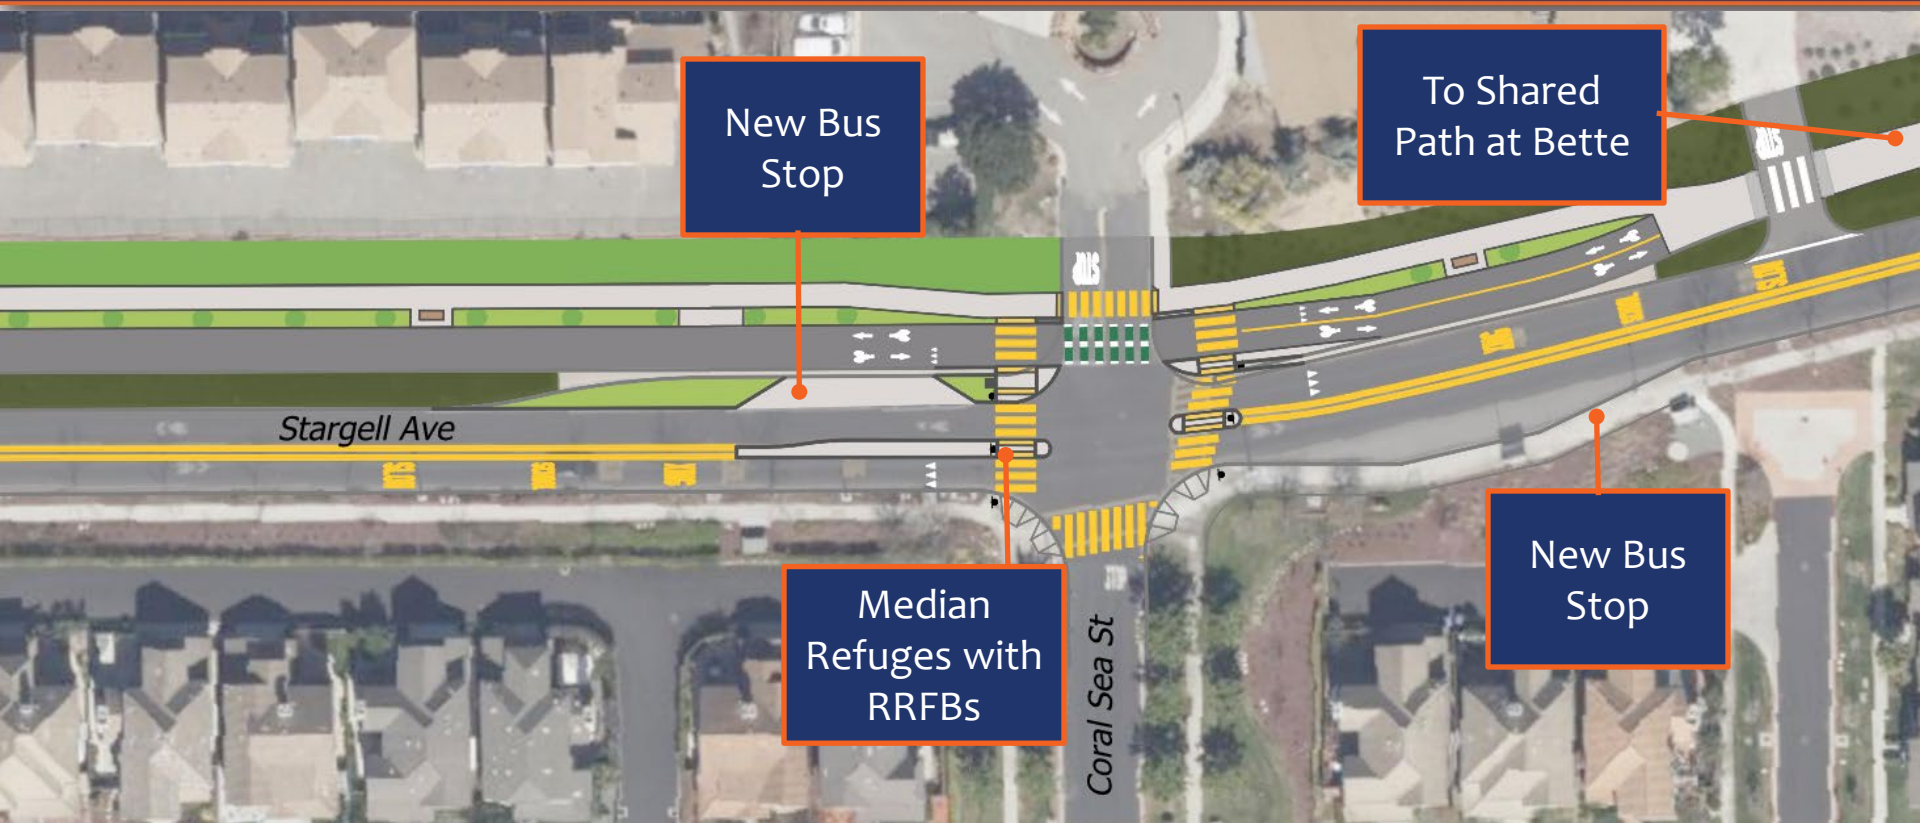 New Bus
Stop
To Shared
Path at Bette
Stargell Ave
Median
Refuges with
RRFBs
New Bus
Stop
Coral Sea St